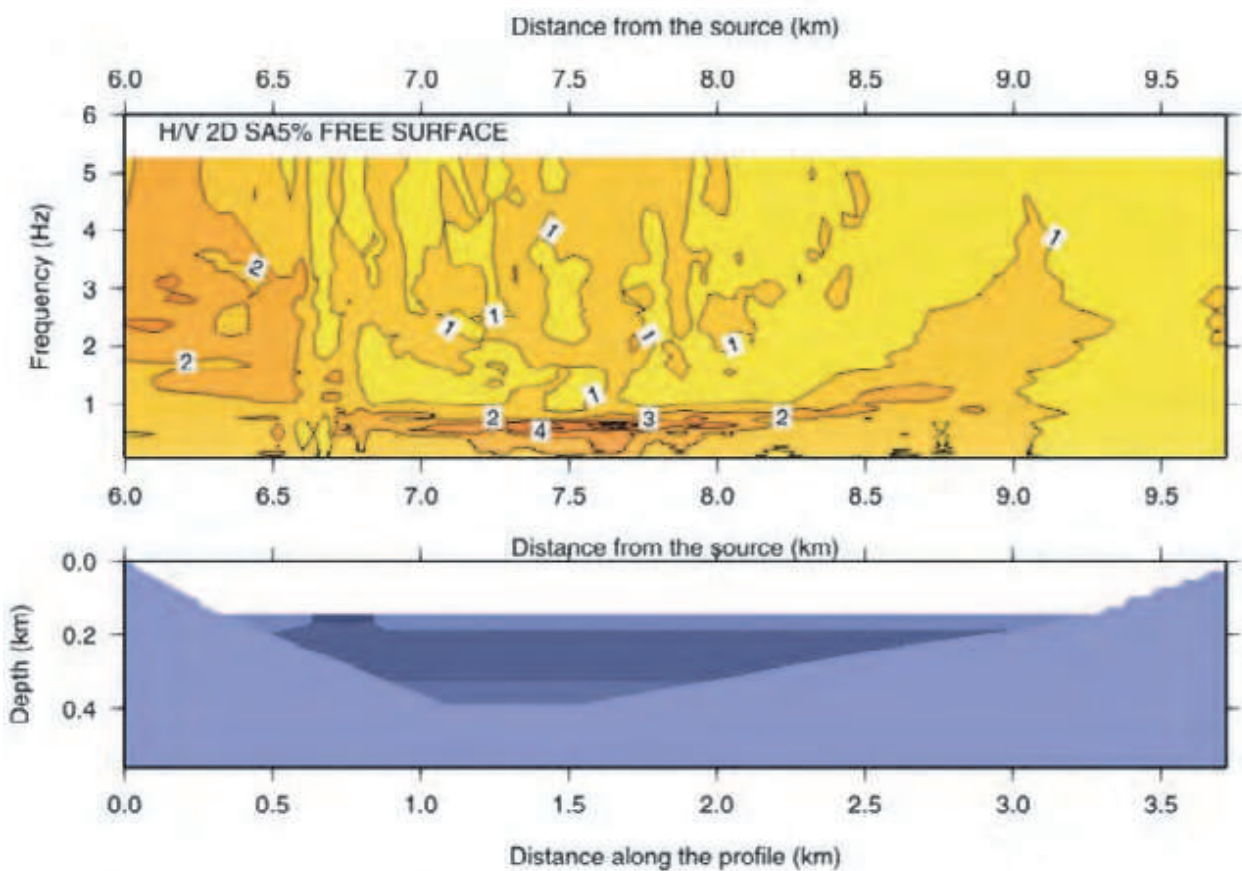 Distance from the source (km)
6.0 6.5 7.0 7.5 8.0 8.5 9.0 9.5
H/V 2D SA5% FREE SURFACE
Frequency (Hz)
6
5
4
3
2
1
1
1
2
1
1
1
1
2
1
2
4
3
2
6.0 6.5 7.0 7.5 8.0 8.5 9.0 9.5
Distance from the source (km)
Depth (km)
0.0
0.2
0.4
0.0 0.5 1.0 1.5 2.0 2.5 3.0 3.5
Distance along the profile (km)